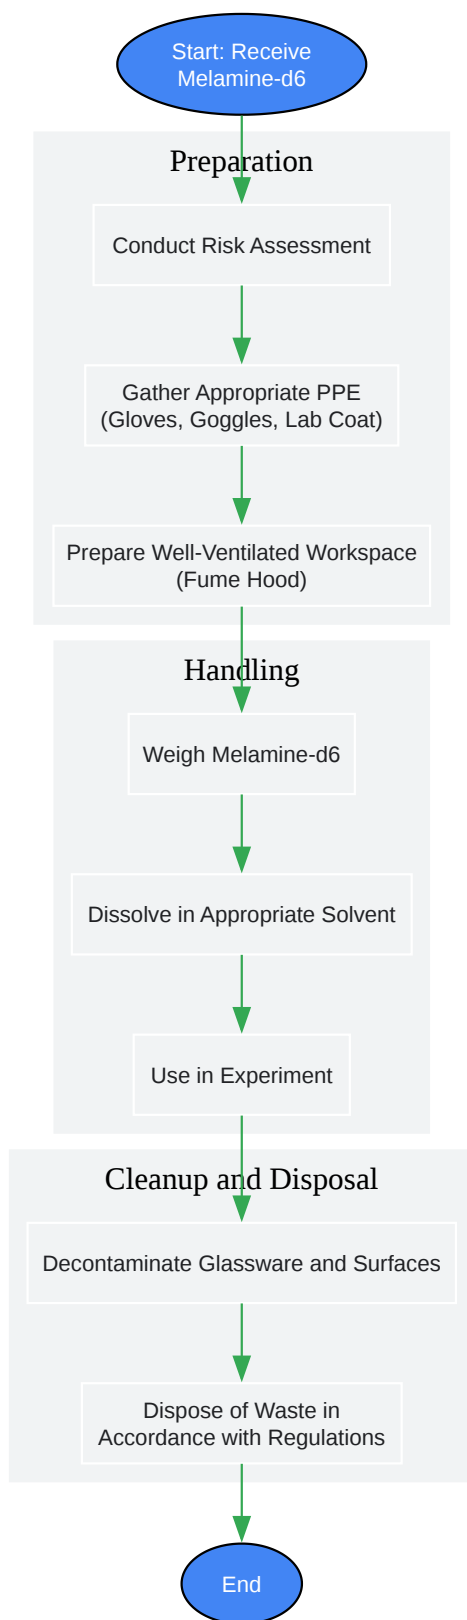 Start: Receive
Melamine-d6
Preparation
Conduct Risk Assessment
Gather Appropriate PPE
(Gloves, Goggles, Lab Coat)
Prepare Well-Ventilated Workspace
(Fume Hood)
Handling
Weigh Melamine-d6
Dissolve in Appropriate Solvent
Use in Experiment
Cleanup and Disposal
Decontaminate Glassware and Surfaces
Dispose of Waste in
Accordance with Regulations
End